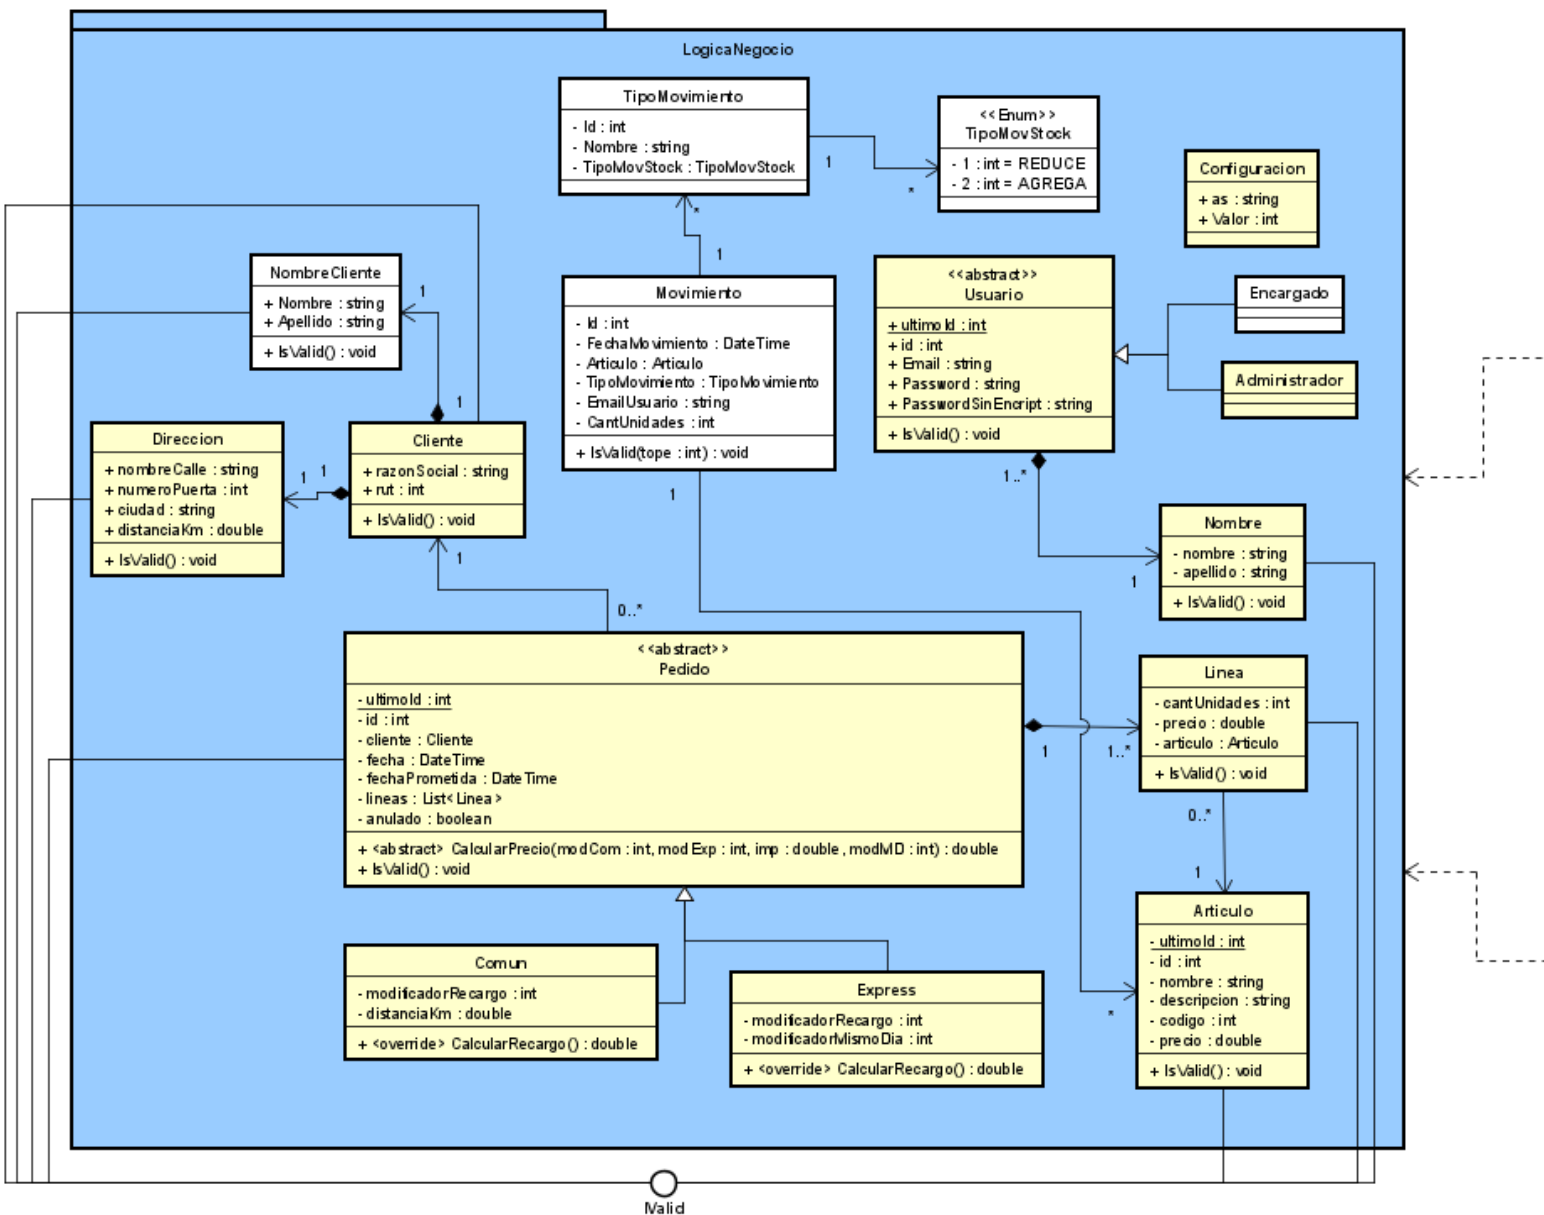 LogicaNegocio
TipoMovimiento
- Id : int
- Nombre : string
- TipoMovStock : TipoMovStock
1
*
<<Enum>>
TipoMovStock
- 1 : int = REDUCE
- 2 : int = AGREGA
Configuracion
+ as : string
+ Valor : int
*
1
NombreCliente
+ Nombre : string
+ Apellido : string
+ IsValid() : void
1
1
Movimiento
- Id : int
- FechaMovimiento : DateTime
- Articulo : Articulo
- TipoMovimiento : TipoMovimiento
- EmailUsuario : string
- CantUnidades : int
+ IsValid(tope : int) : void
1
<<abstract>>
Usuario
+ ultimoId : int
+ id : int
+ Email : string
+ Password : string
+ PasswordSinEncript : string
+ IsValid() : void
1..*
1
Encargado
Administrador
Direccion
+ nombreCalle : string
+ numeroPuerta : int
+ ciudad : string
+ distanciaKm : double
+ IsValid() : void
1
1
Cliente
+ razonSocial : string
+ rut : int
+ IsValid() : void
1
0..*
Nombre
- nombre : string
- apellido : string
+ IsValid() : void
<<abstract>>
Pedido
- ultimoId : int
- id : int
- cliente : Cliente
- fecha : DateTime
- fechaPrometida : DateTime
- lineas : List<Linea>
- anulado : boolean
+ <abstract> CalcularPrecio(modCom : int, modExp : int, imp : double, modMD : int) : double
+ IsValid() : void
1
1..*
Linea
- cantUnidades : int
- precio : double
- articulo : Articulo
+ IsValid() : void
0..*
1
Comun
- modificadorRecargo : int
- distanciaKm : double
+ <override> CalcularRecargo() : double
Express
- modificadorRecargo : int
- modificadorMismoDia : int
+ <override> CalcularRecargo() : double
*
Articulo
- ultimoId : int
- id : int
- nombre : string
- descripcion : string
- codigo : int
- precio : double
+ IsValid() : void
IValid